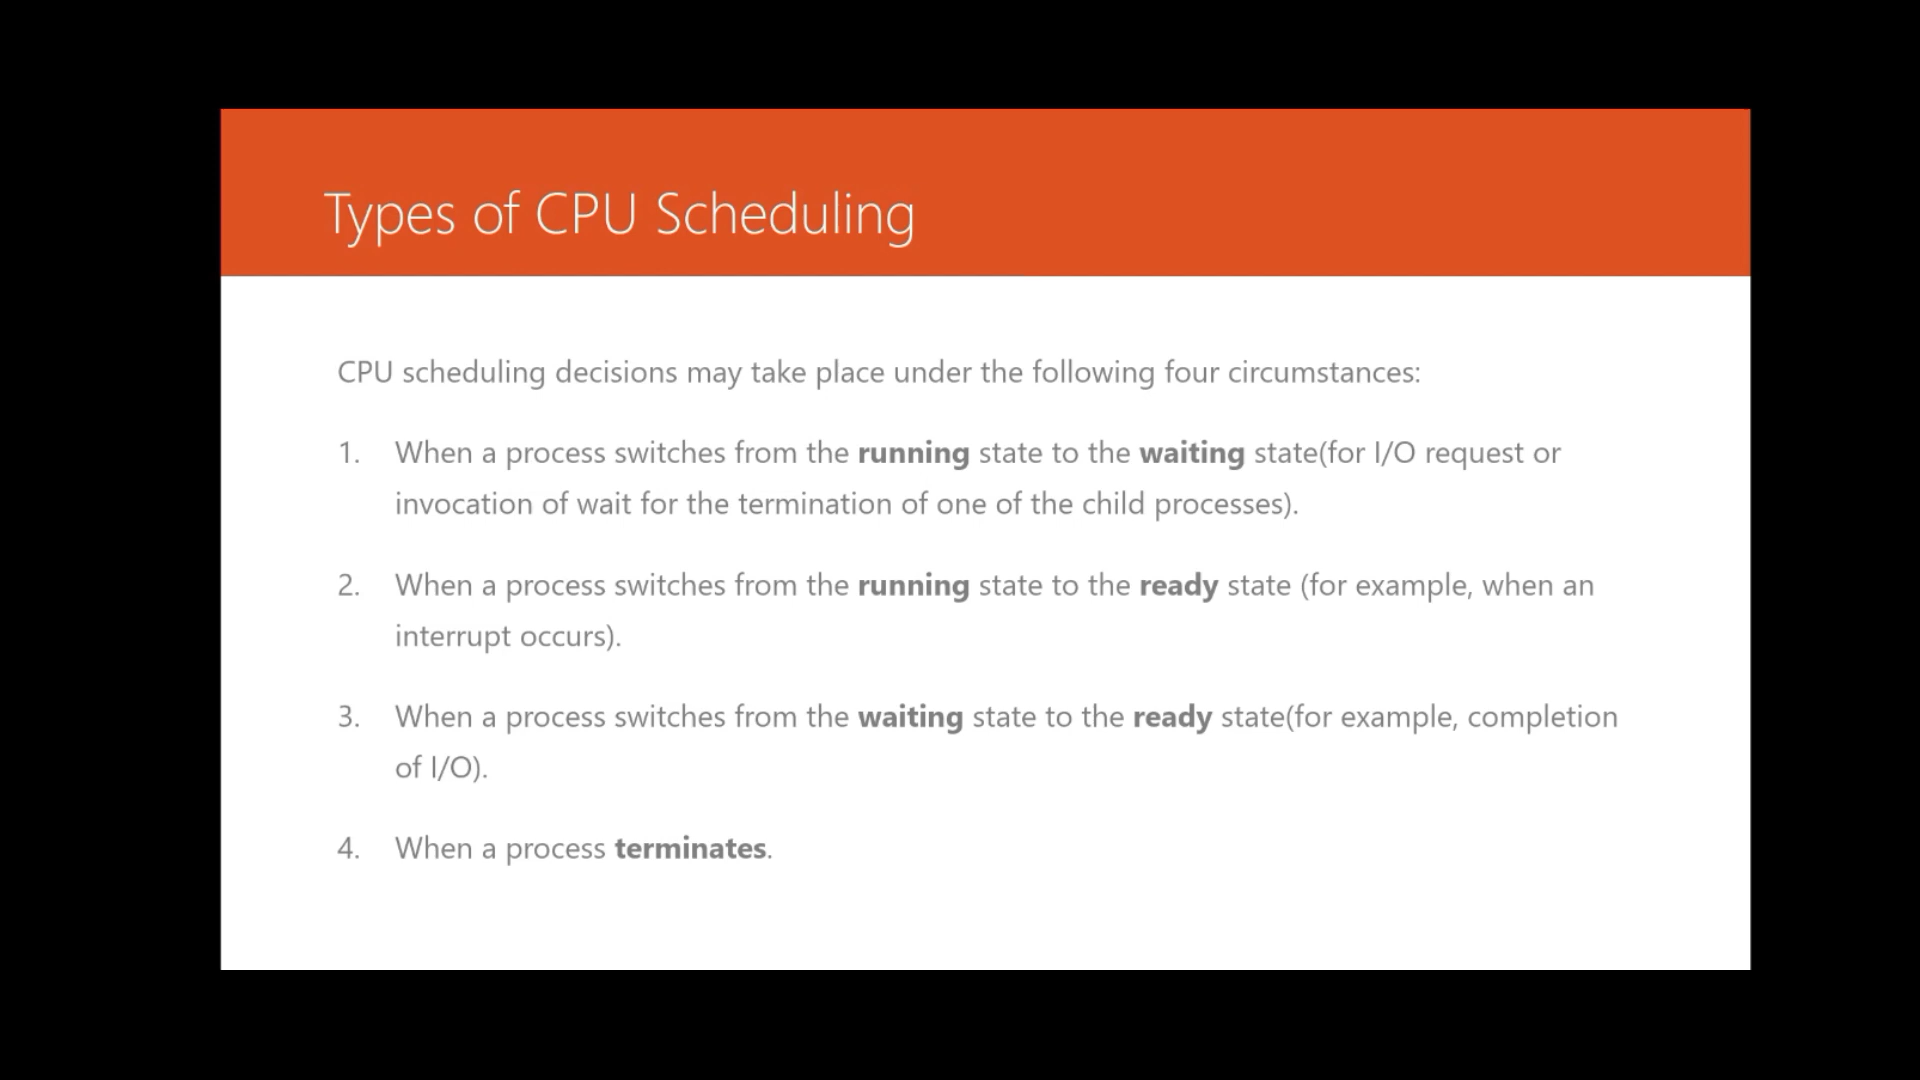 Types of CPU Scheduling
CPU scheduling decisions may take place under the following four circumstances:
1. When a process switches from the running state to the waiting state(for I/O request or
invocation of wait for the termination of one of the child processes).
2. When a process switches from the running state to the ready state (for example, when an
interrupt occurs).
3. When a process switches from the waiting state to the ready state(for example, completion
of I/O).
4. When a process terminates.